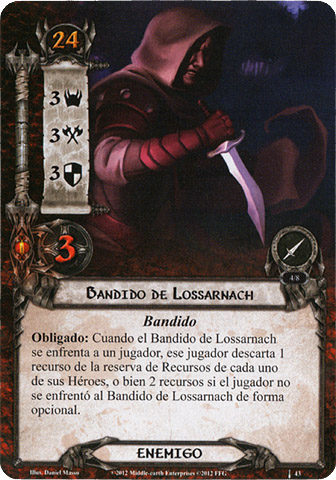 24
3
3
3
3
4/8
BANDIDO DE LOSSARNACH
Bandido
Obligado: Cuando el Bandido de Lossarnach
se enfrenta a un jugador, ese jugador descarta 1
recurso de la reserva de Recursos de cada uno
de sus Héroes, o bien 2 recursos si el jugador no
se enfrentó al Bandido de Lossarnach de forma
opcional.
ENEMIGO
Illus. Daniel Masso ©2012 Middle-earth Enterprises ©2012 FFG 43